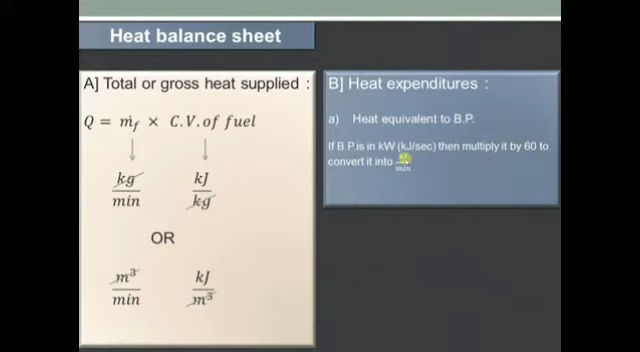 Heat balance sheet
A] Total or gross heat supplied :
Q = ṁf × C.V. of fuel
kg/min kJ/kg
OR
m³/min kJ/m³
B] Heat expenditures :
a) Heat equivalent to B.P.
If B.P.is in kW (kJ/sec) then multiply it by 60 to
convert it into /min